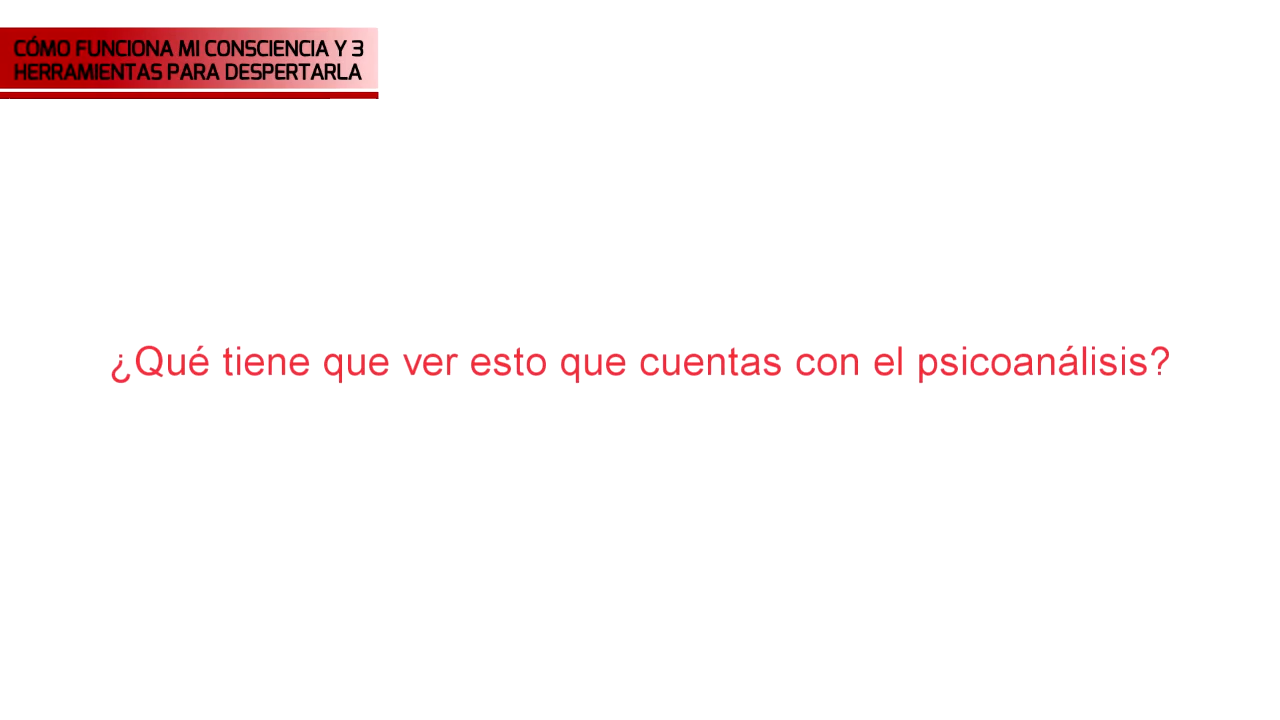 CÓMO FUNCIONA MI CONSCIENCIA Y 3
HERRAMIENTAS PARA DESPERTARLA
¿Qué tiene que ver esto que cuentas con el psicoanálisis?